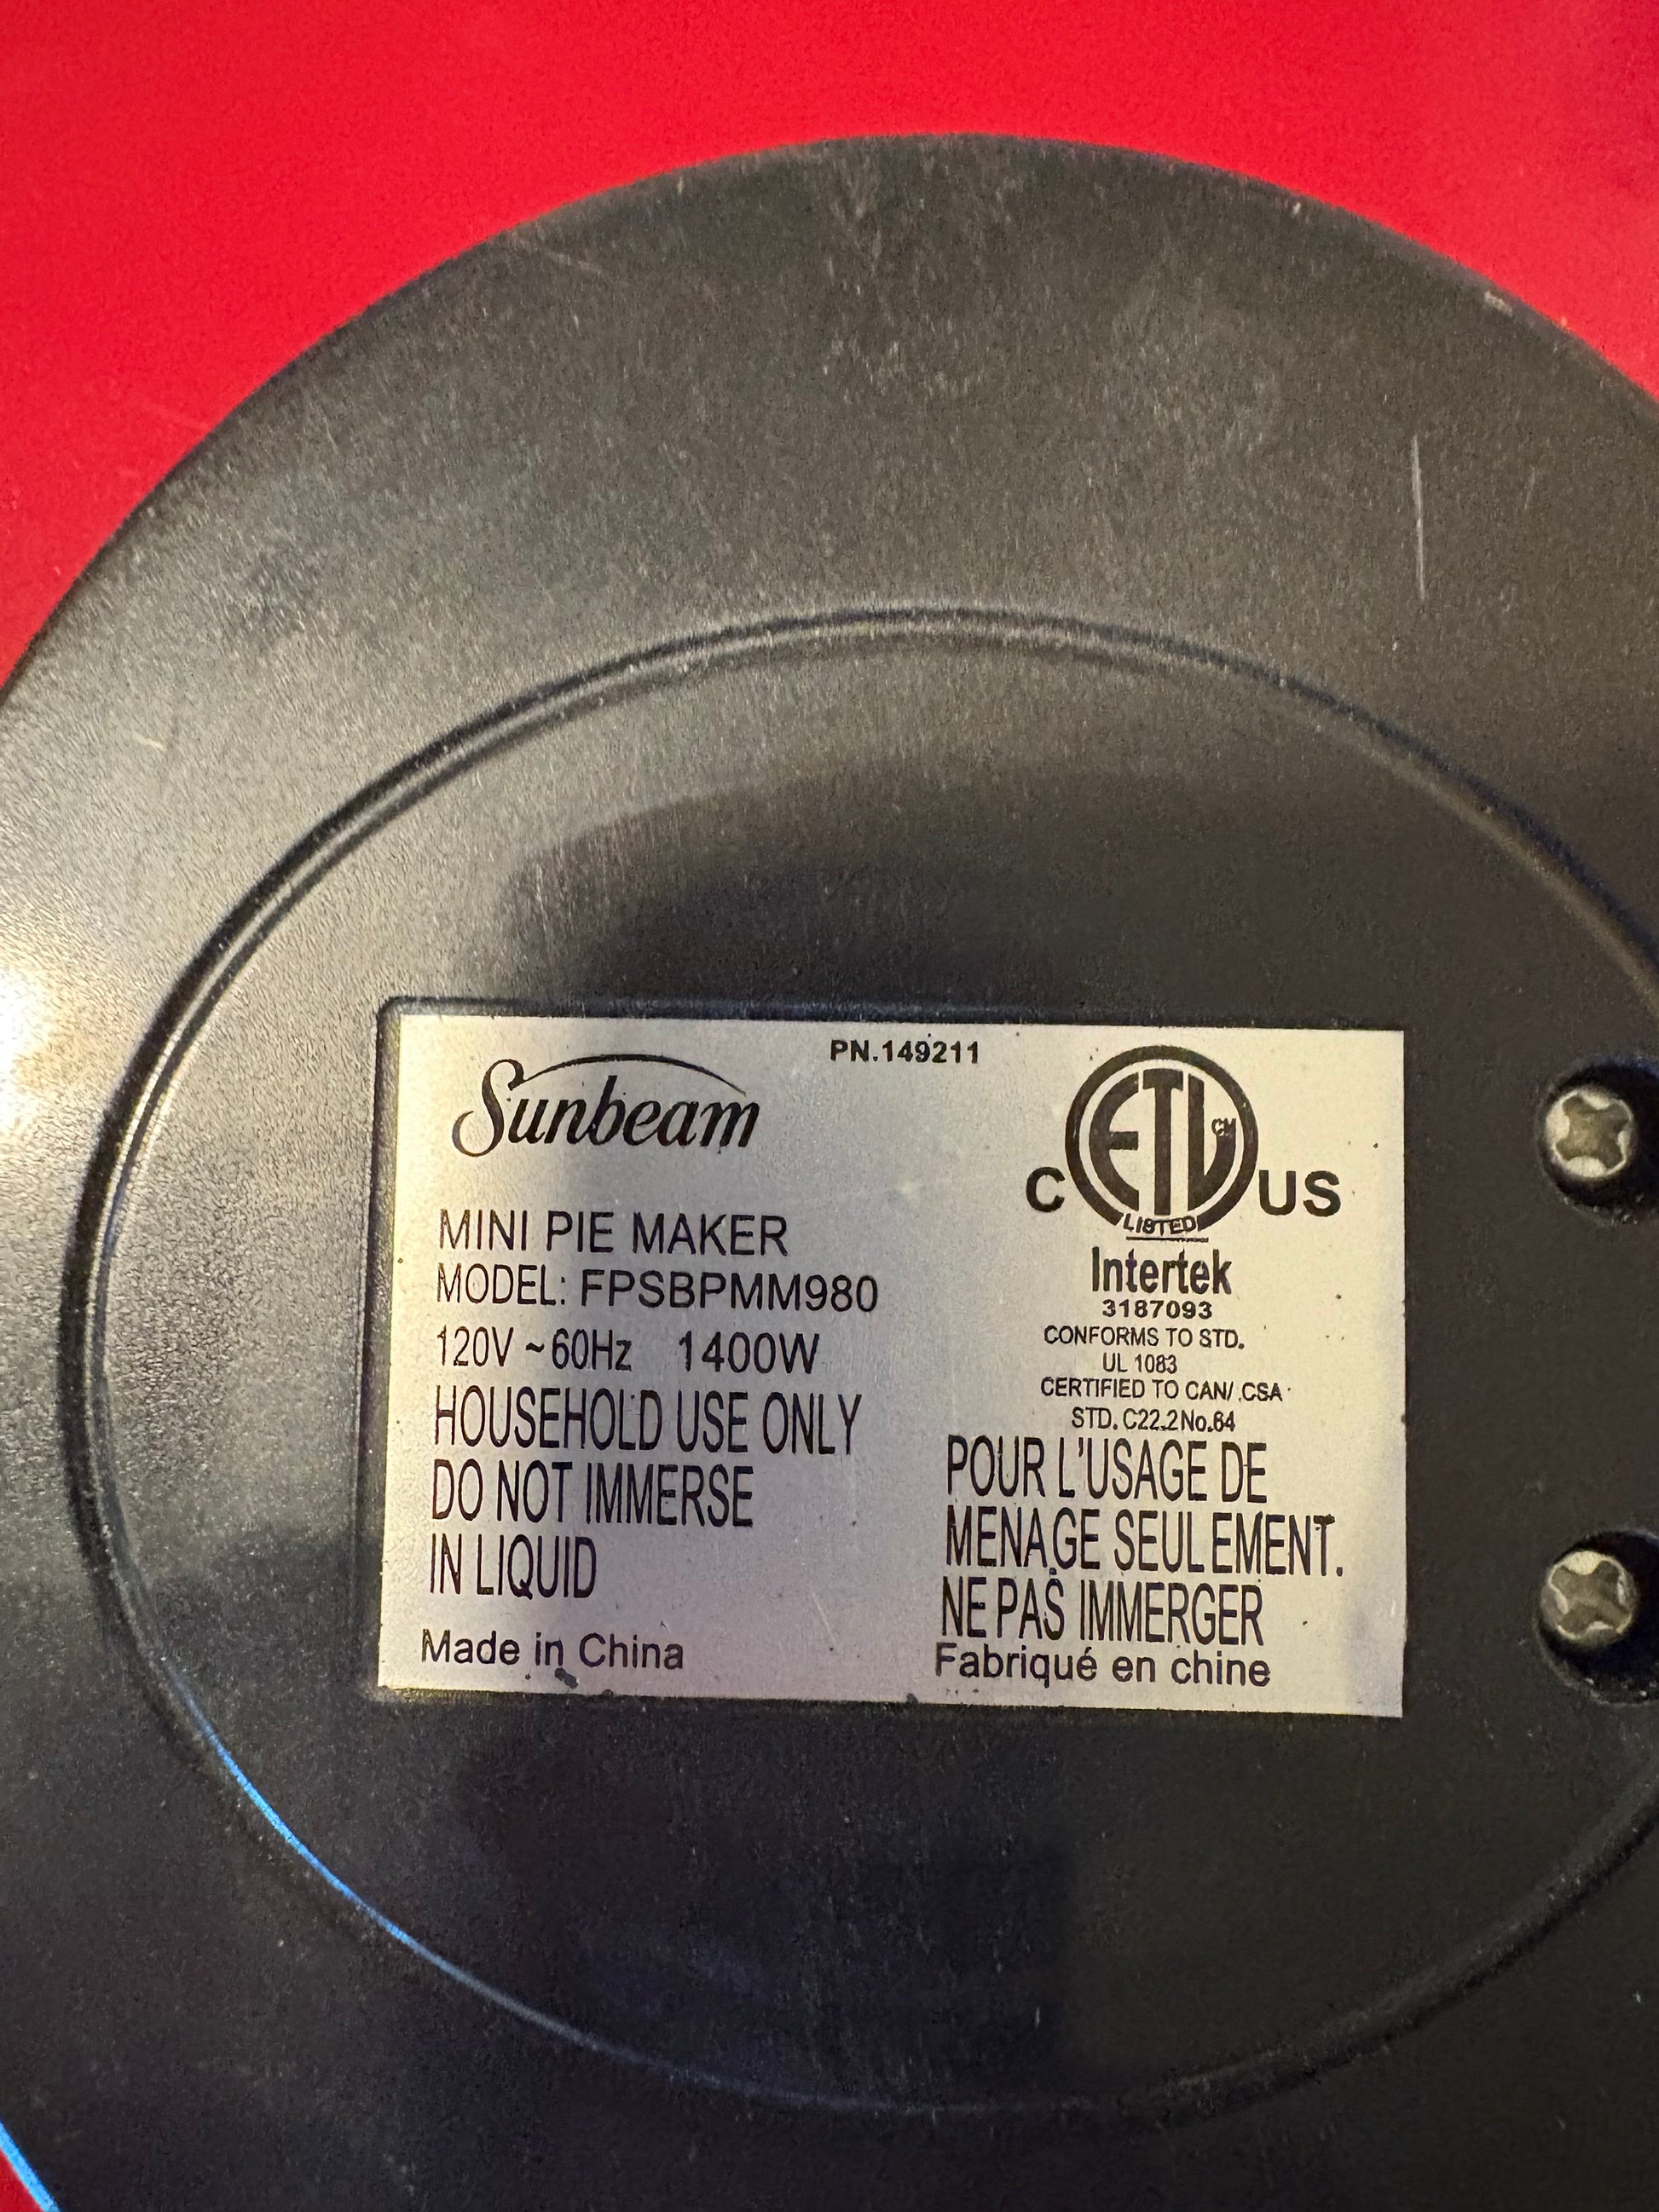 PN.149211
Sunbeam
MINI PIE MAKER
MODEL: FPSBPMM980
120V ~ 60Hz 1400W
HOUSEHOLD USE ONLY
DO NOT IMMERSE
IN LIQUID
Made in China
ETL CM
C US
LISTED
Intertek
3187093
CONFORMS TO STD.
UL 1083
CERTIFIED TO CAN/ .CSA
STD. C22.2No.64
POUR L'USAGE DE
MENAGE SEULEMENT.
NE PAS IMMERGER
Fabriqué en chine